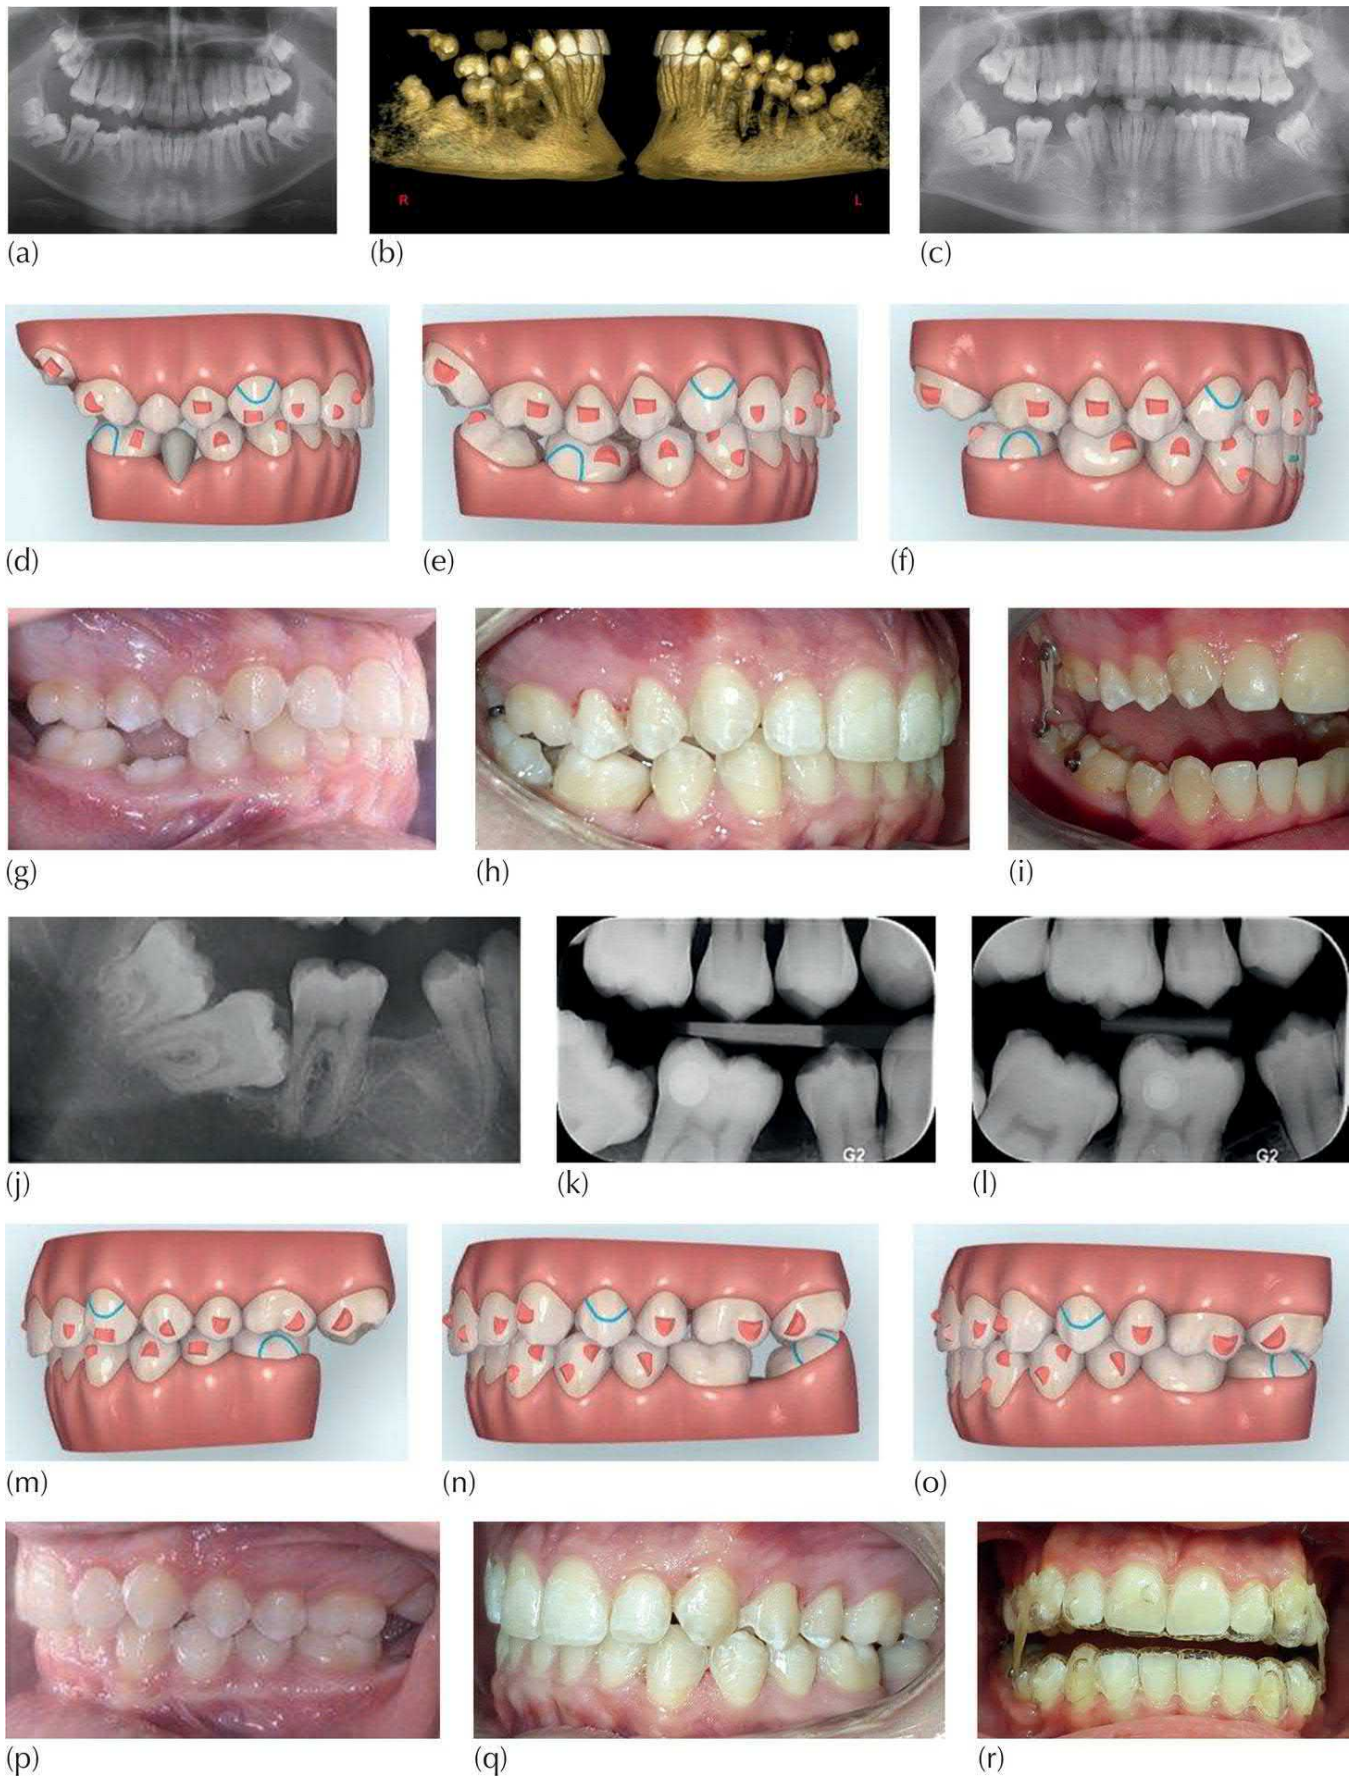 (a) (b) (c)
R L
(d) (e) (f)
(g) (h) (i)
G2 G2
(j) (k) (l)
(m) (n) (o)
(p) (q) (r)